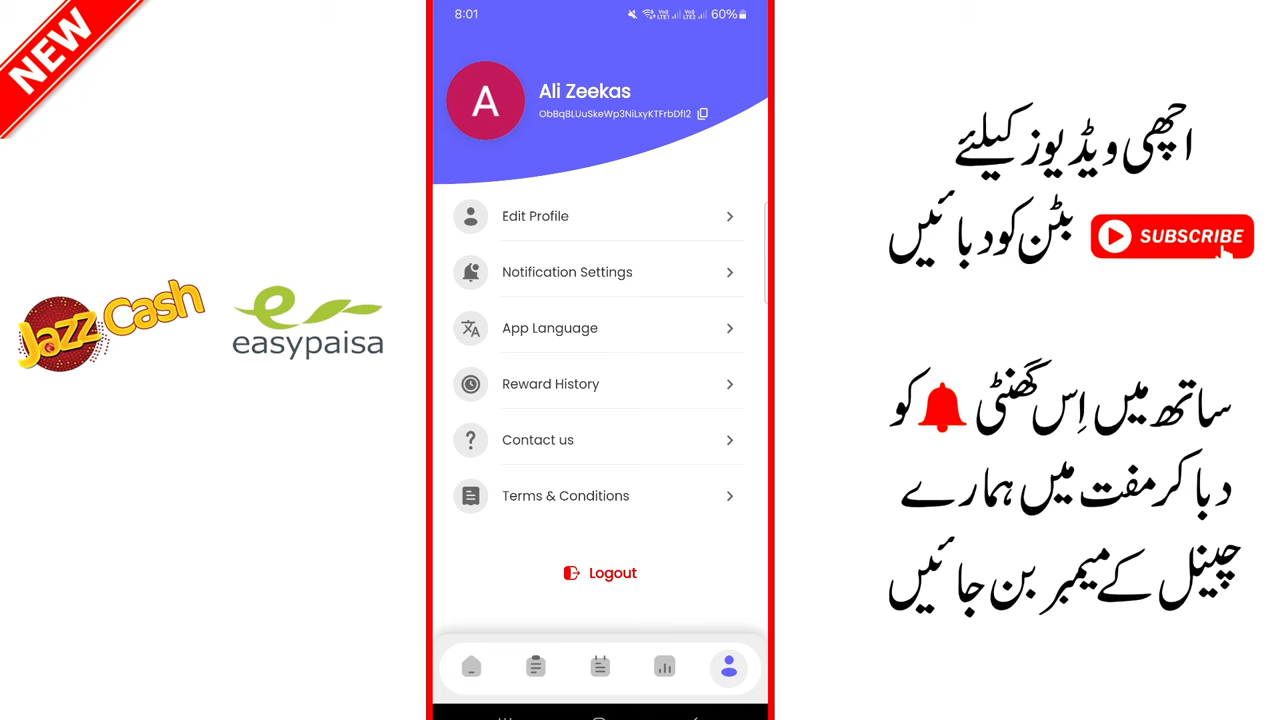 NEW
8:01
60%
A
Ali Zeekas
ObBqBLUuSkeWp3NiLxyKTFrbDfI2
Edit Profile
Notification Settings
App Language
Reward History
Contact us
Terms & Conditions
Logout
Jazz Cash
easypaisa
اچھی ویڈیوز کیلئے
بٹن کو دبائیں
SUBSCRIBE
ساتھ میں اِس گھنٹی کو
دبا کر مفت میں ہمارے
چینل کے میمبر بن جائیں